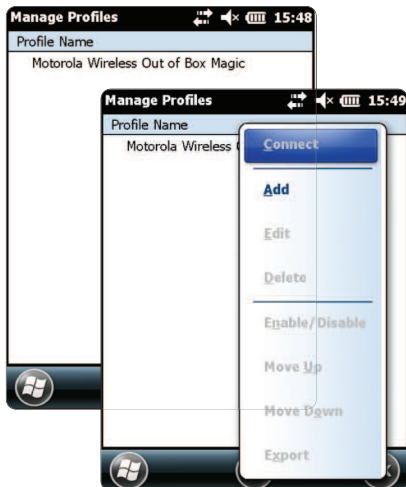 Manage Profiles 15:48
Profile Name
Motorola Wireless Out of Box Magic
Manage Profiles 15:49
Profile Name
Motorola Wireless
Connect
Add
Edit
Delete
Enable/Disable
Move Up
Move Down
Export